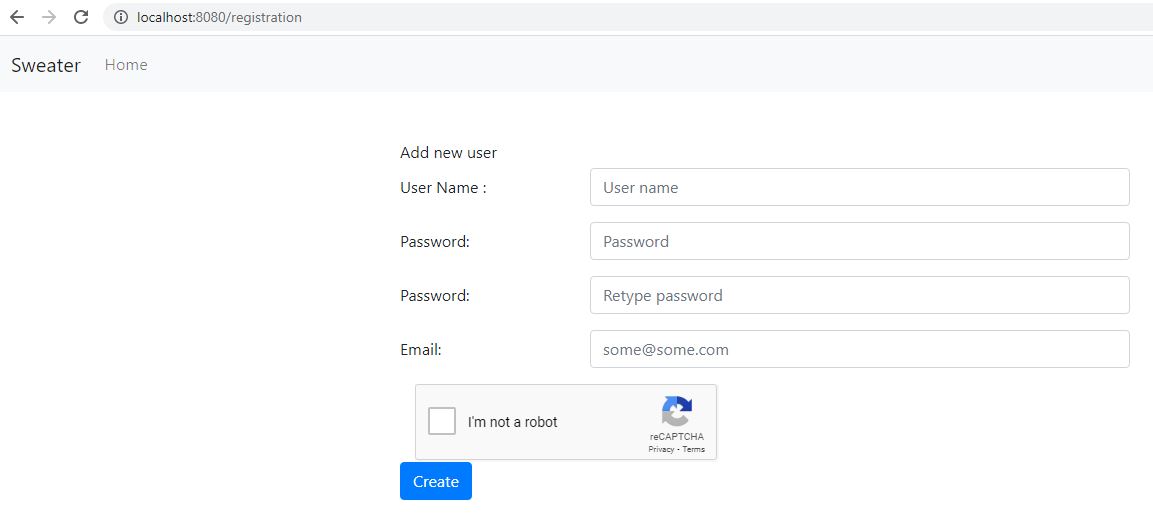 localhost:8080/registration
Sweater Home
Add new user
User Name : User name
Password: Password
Password: Retype password
Email: some@some.com
I'm not a robot
reCAPTCHA
Privacy - Terms
Create